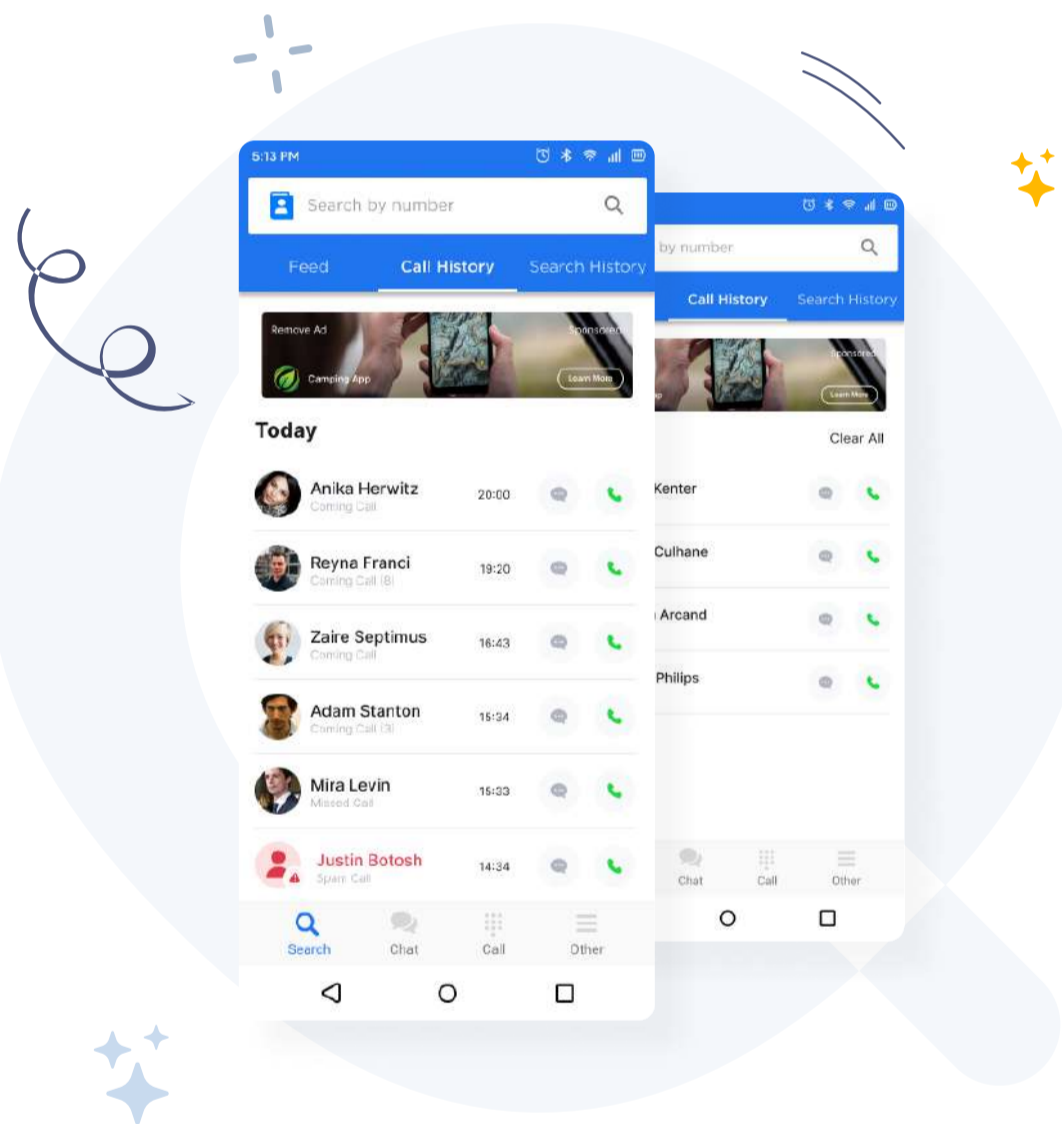 5:13 PM
Search by number
Feed Call History Search History
Remove Ad Sponsored
Camping App Learn More
Today
Anika Herwitz 20:00
Coming Call
Reyna Franci 19:20
Coming Call (8)
Zaire Septimus 16:43
Coming Call
Adam Stanton 15:34
Coming Call (3)
Mira Levin 15:33
Missed Call
Justin Botosh 14:34
Spam Call
Search Chat Call Other
by number
Call History Search History
Sponsored
Learn More
Clear All
Kenter
Culhane
Arcand
Philips
Chat Call Other